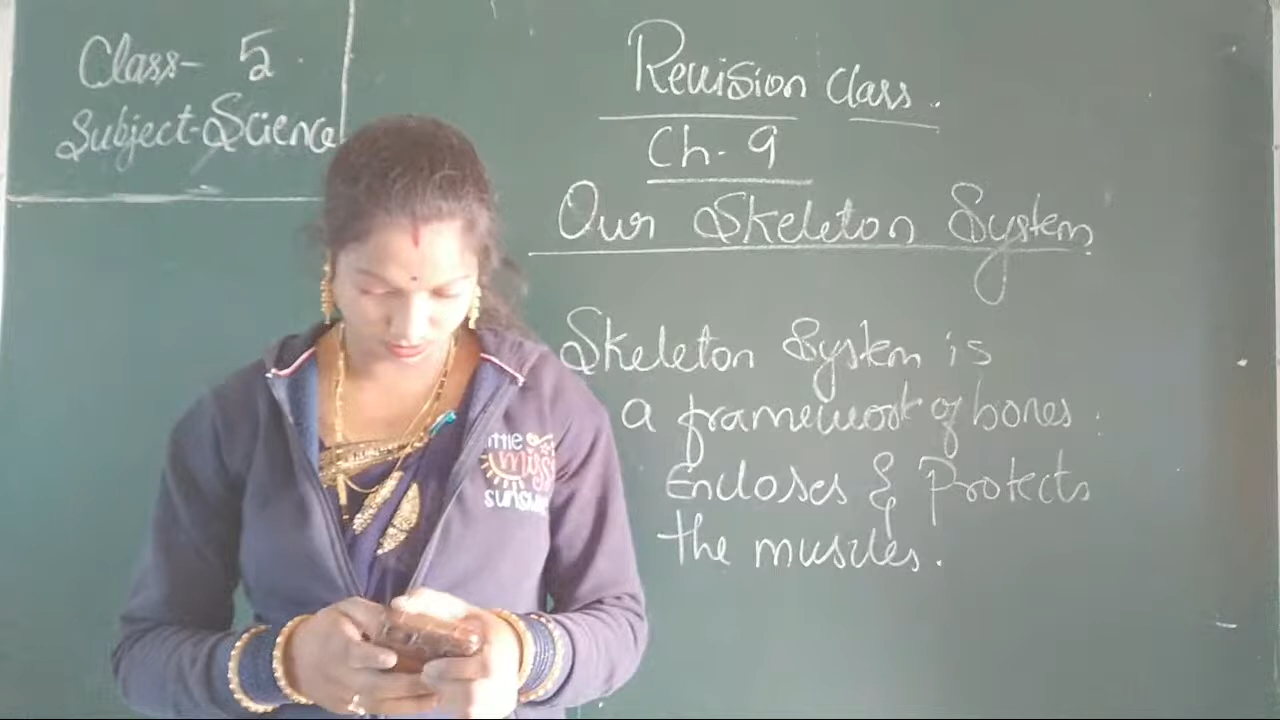 Class- 5
Subject-Science
Revision Class.
Ch. 9
Our Skeleton System
Skeleton System is
a framework of bones.
Encloses & Protects
the muscles.
miss